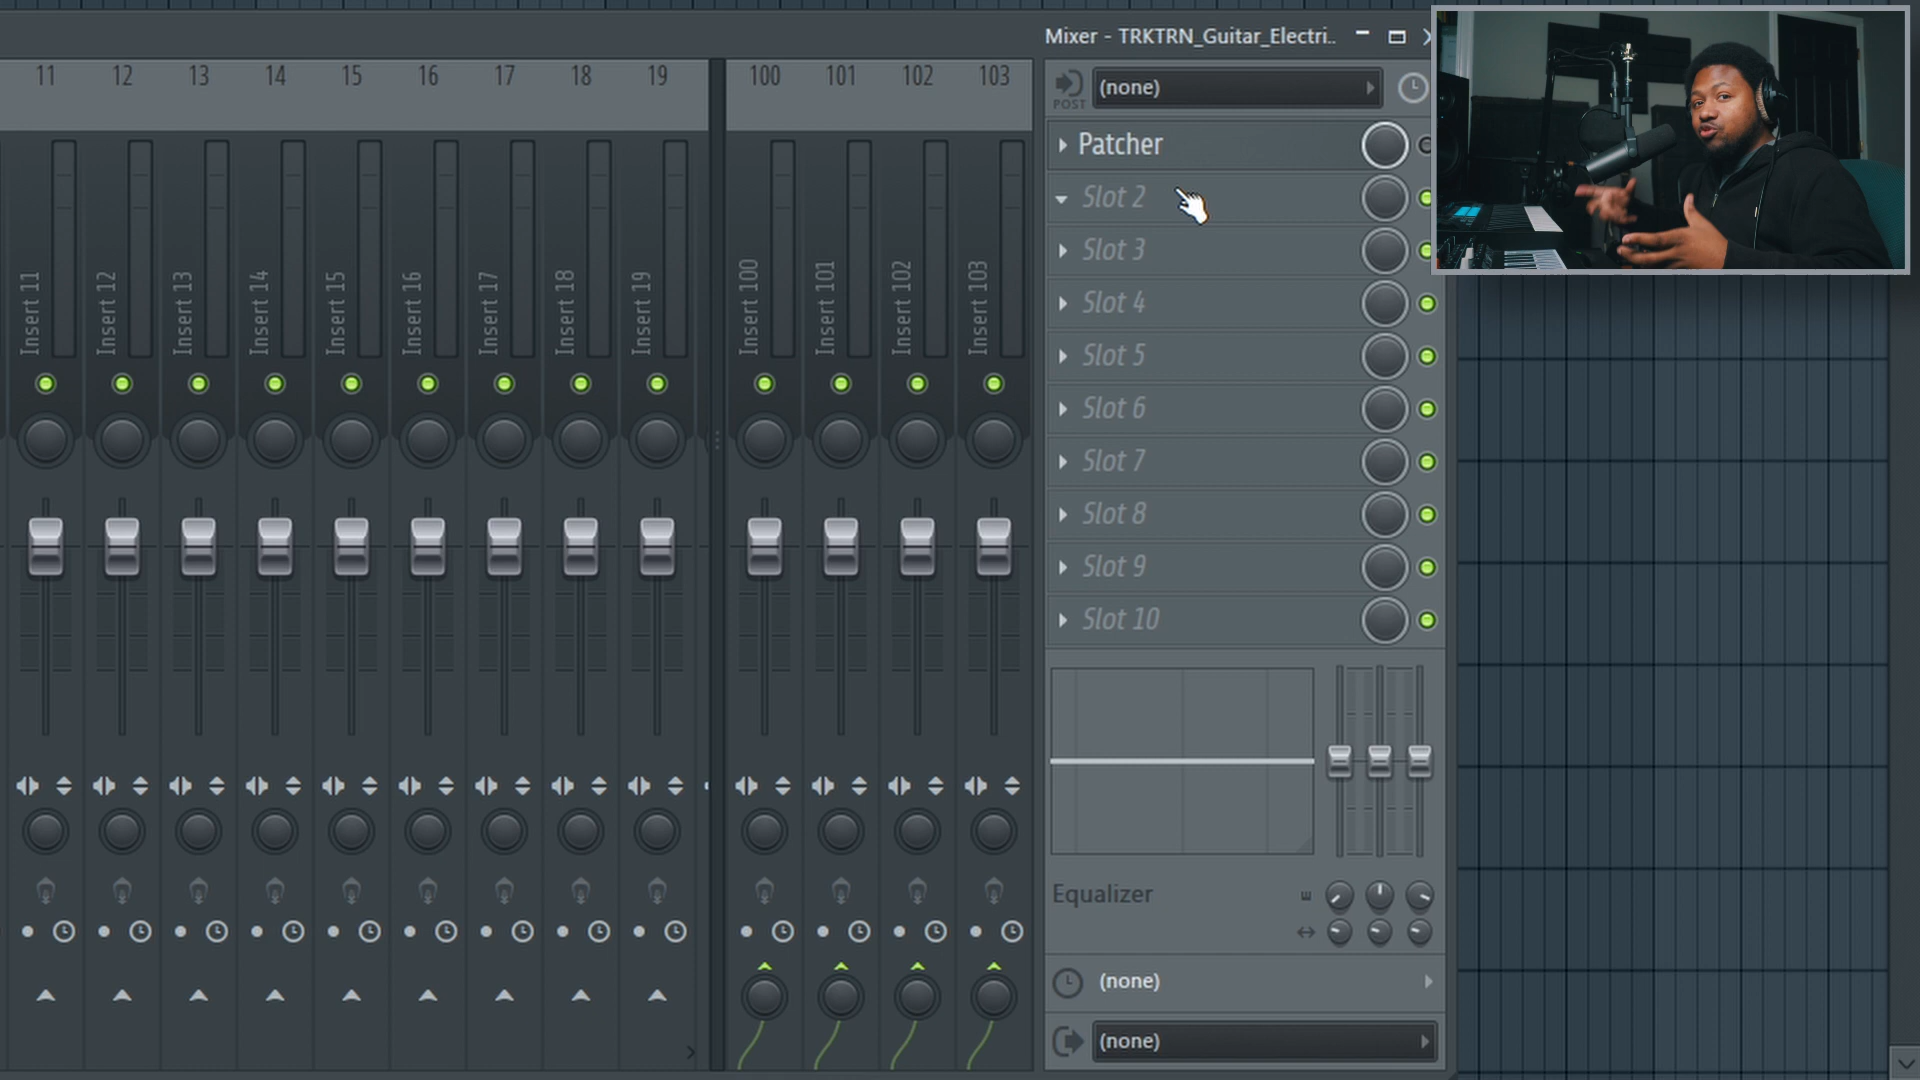 Mixer - TRKTRN_Guitar_Electri..
11 12 13 14 15 16 17 18 19 100 101 102 103
POST (none)
Patcher
Slot 2
Slot 3
Slot 4
Slot 5
Slot 6
Slot 7
Slot 8
Slot 9
Slot 10
Insert 11
Insert 12
Insert 13
Insert 14
Insert 15
Insert 16
Insert 17
Insert 18
Insert 19
Insert 100
Insert 101
Insert 102
Insert 103
Equalizer
(none)
(none)